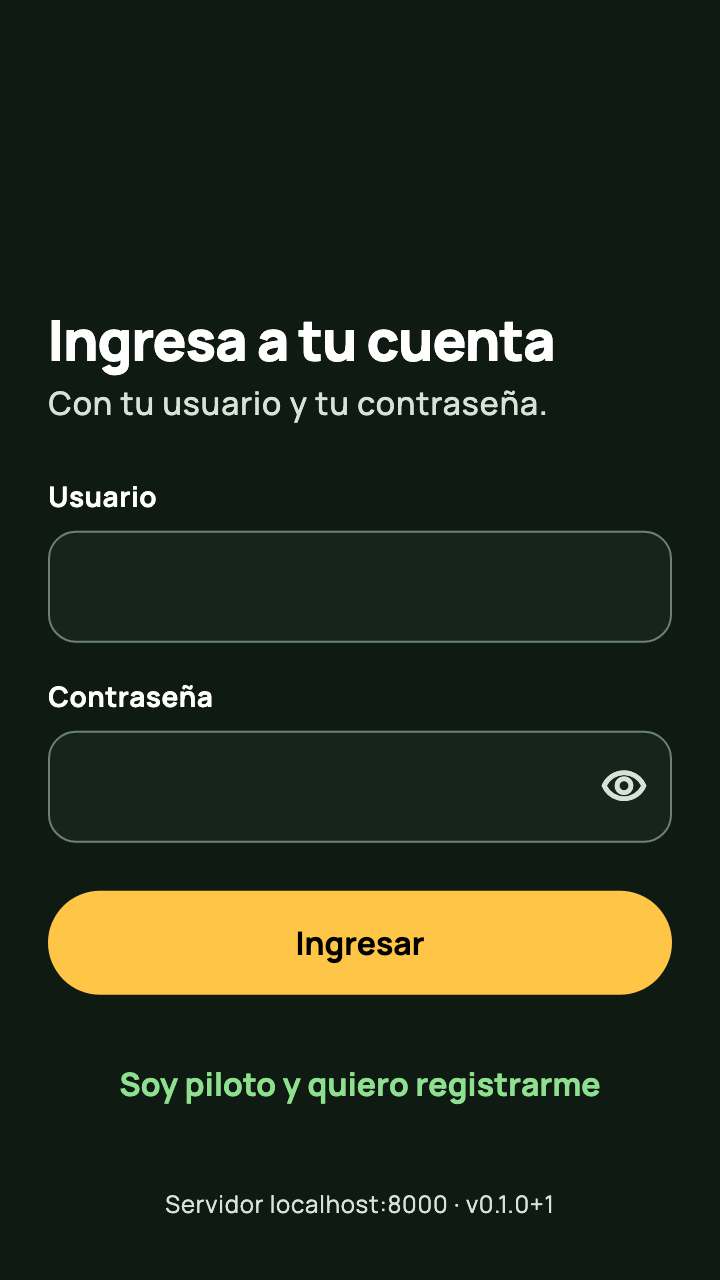 Ingresa a tu cuenta
Con tu usuario y tu contraseña.
Usuario
Contraseña
Ingresar
Soy piloto y quiero registrarme
Servidor localhost:8000 · v0.1.0+1